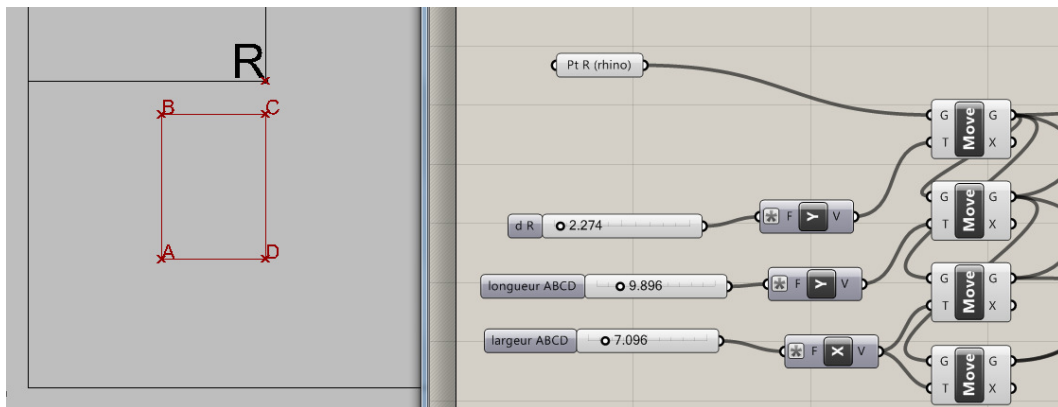 R
B C
A D
Pt R (rhino)
G Move G
T X
d R 2.274
F Y V
G Move G
T X
longueur ABCD 9.896
F Y V
G Move G
T X
largeur ABCD 7.096
F X V
G Move G
T X